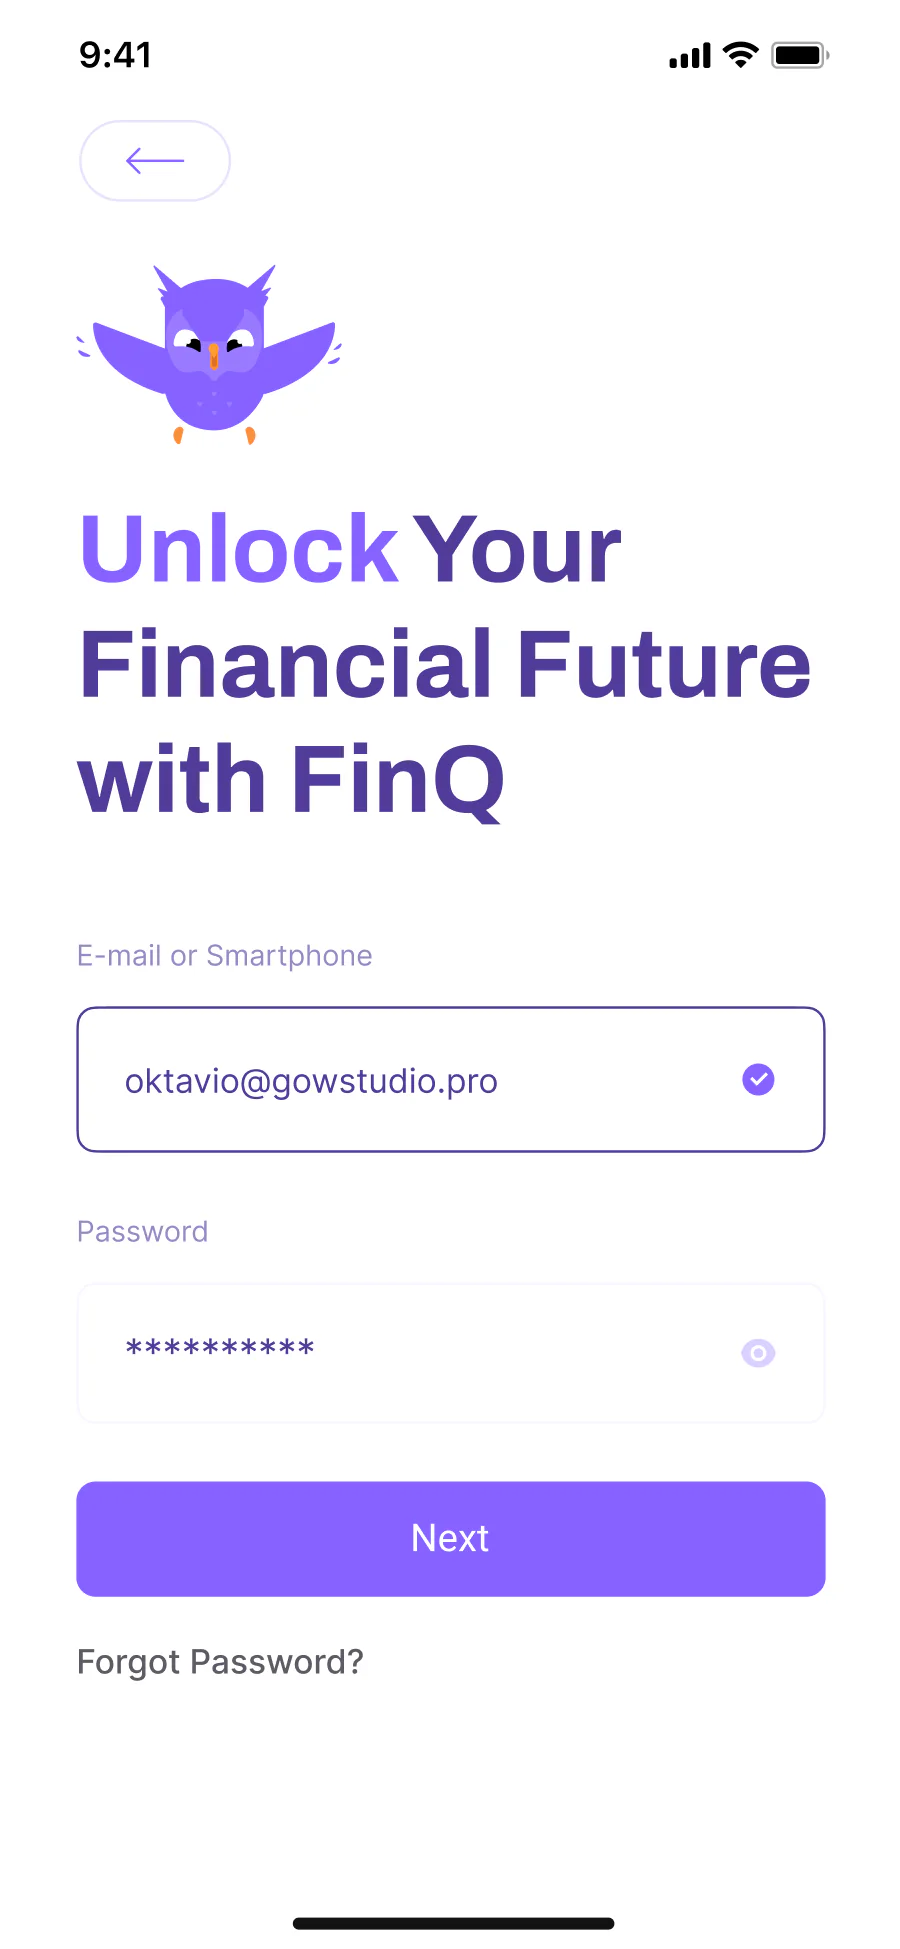 9:41
Unlock Your
Financial Future
with FinQ
E-mail or Smartphone
oktavio@gowstudio.pro
Password
**********
Next
Forgot Password?